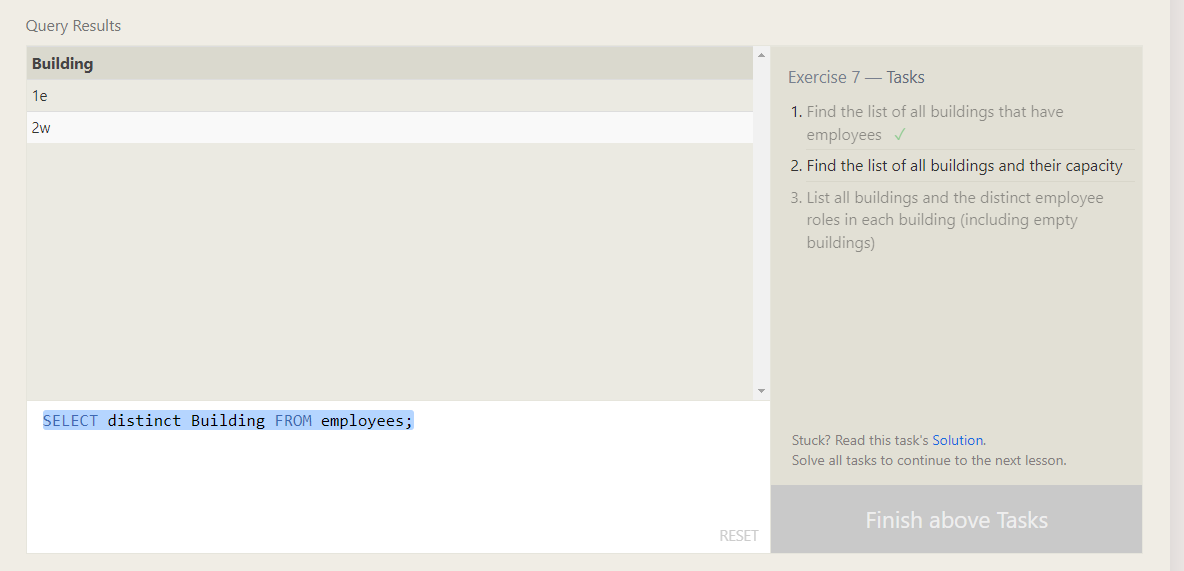 Query Results
Building
1e
2w
SELECT distinct Building FROM employees;
RESET
Exercise 7 — Tasks
1. Find the list of all buildings that have
employees ✓
2. Find the list of all buildings and their capacity
3. List all buildings and the distinct employee
roles in each building (including empty
buildings)
Stuck? Read this task's Solution.
Solve all tasks to continue to the next lesson.
Finish above Tasks